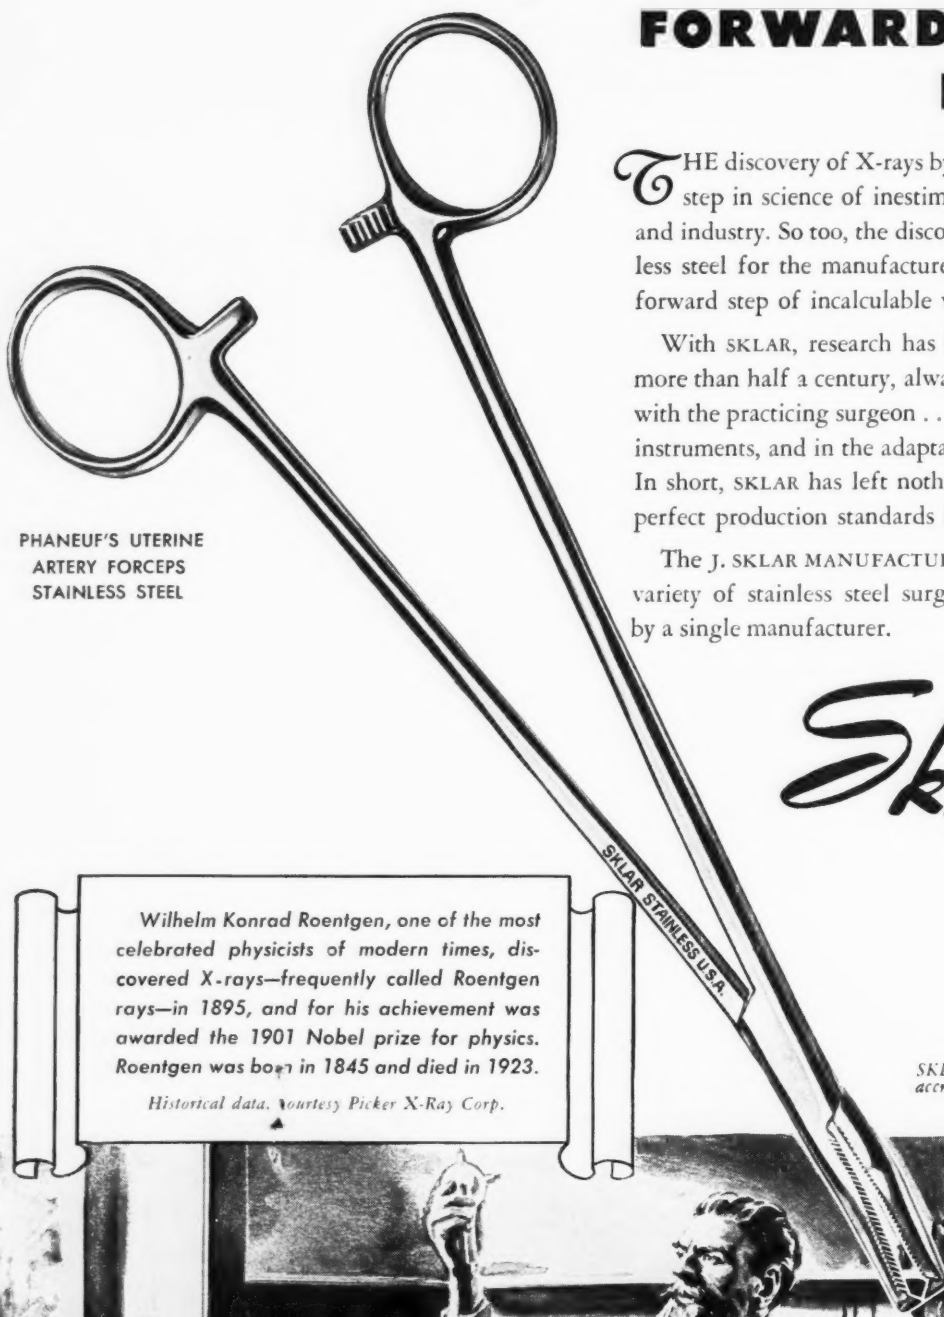 FORWARD
THE discovery of X-rays by
step in science of inestim
and industry. So too, the disco
less steel for the manufacture
forward step of incalculable
With SKLAR, research has
more than half a century, alwa
with the practicing surgeon . .
instruments, and in the adapta
In short, SKLAR has left noth
perfect production standards
The J. SKLAR MANUFACTU
variety of stainless steel surg
by a single manufacturer.
PHANEUF'S UTERINE
ARTERY FORCEPS
STAINLESS STEEL
Sk
SKLAR STAINLESS U.S.A.
Wilhelm Konrad Roentgen, one of the most
celebrated physicists of modern times, dis-
covered X-rays—frequently called Roentgen
rays—in 1895, and for his achievement was
awarded the 1901 Nobel prize for physics.
Roentgen was born in 1845 and died in 1923.
Historical data, courtesy Picker X-Ray Corp.
SKL
accr